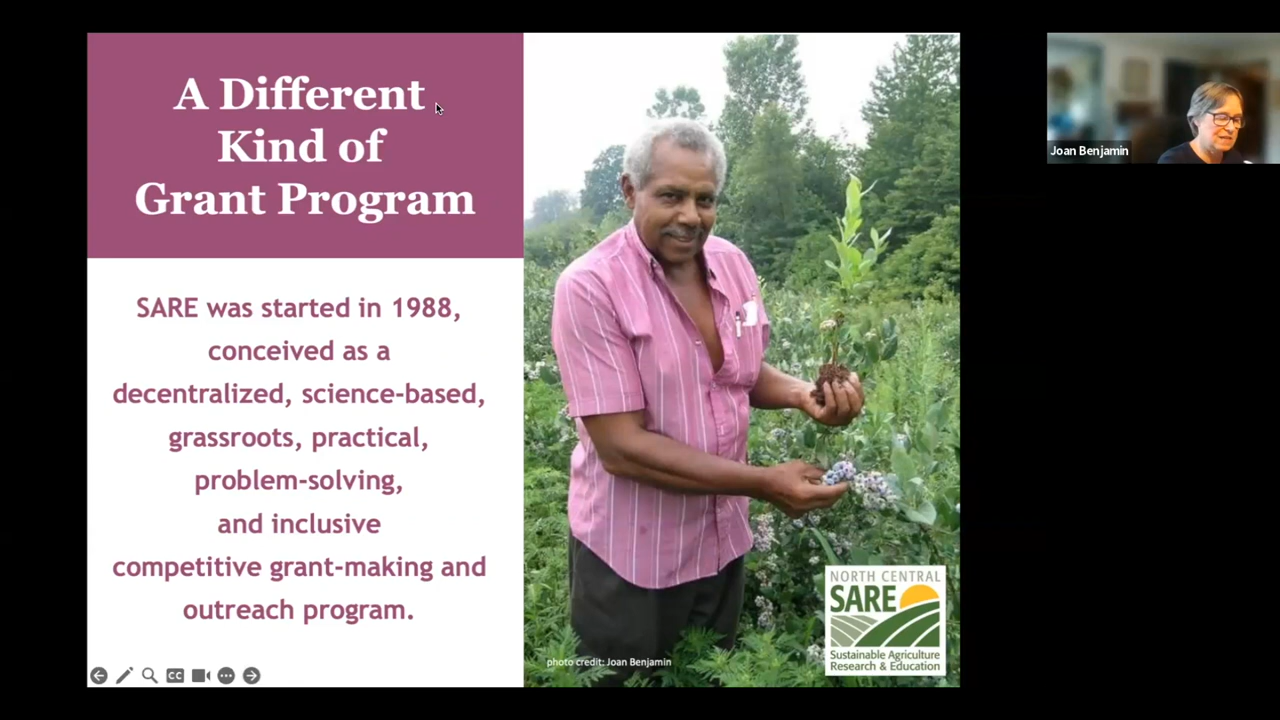 A Different
Kind of
Grant Program
SARE was started in 1988,
conceived as a
decentralized, science-based,
grassroots, practical,
problem-solving,
and inclusive
competitive grant-making and
outreach program.
photo credit: Joan Benjamin
NORTH CENTRAL
SARE
Sustainable Agriculture
Research & Education
CC
Joan Benjamin